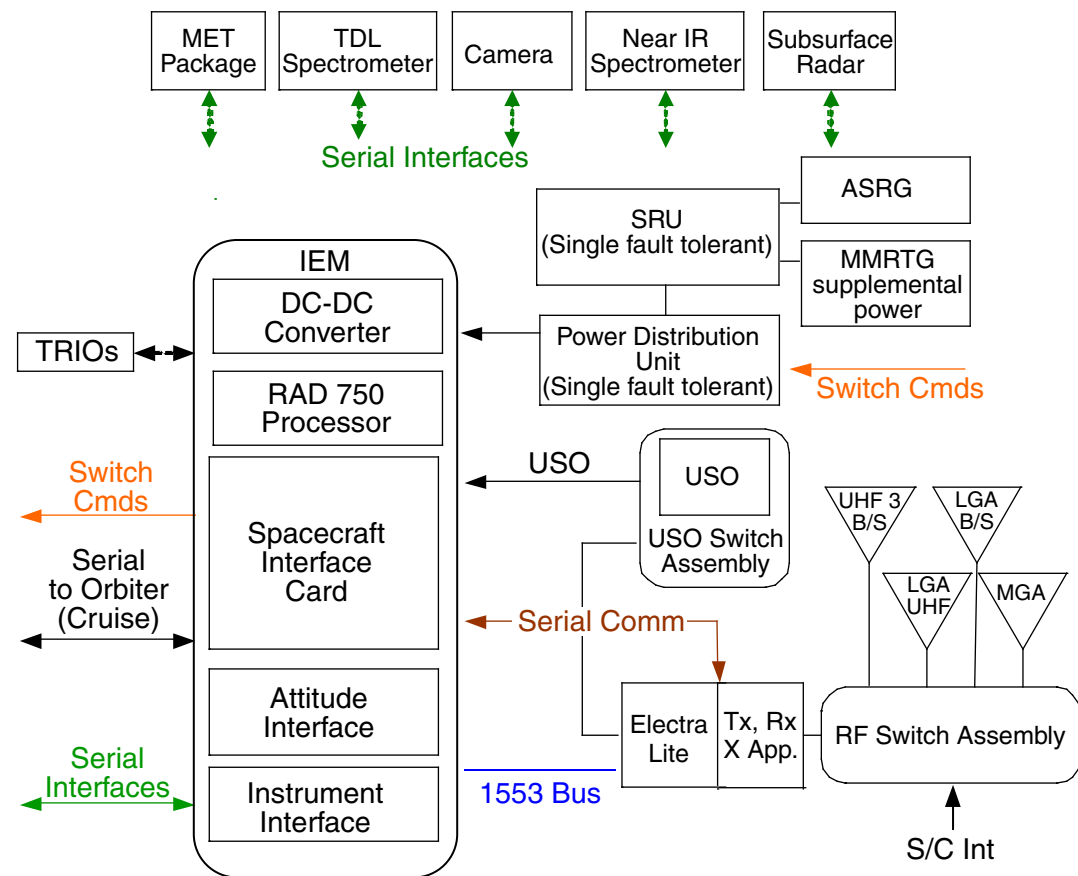 MET
Package
TDL
Spectrometer
Camera
Near IR
Spectrometer
Subsurface
Radar
Serial Interfaces
SRU
(Single fault tolerant)
ASRG
MMRTG
supplemental
power
IEM
DC-DC
Converter
Power Distribution
Unit
(Single fault tolerant)
Switch Cmds
TRIOs
RAD 750
Processor
Switch
Cmds
Serial
to Orbiter
(Cruise)
Spacecraft
Interface
Card
USO
USO
USO Switch
Assembly
Serial Comm
UHF 3
B/S
LGA
B/S
LGA
UHF
MGA
Attitude
Interface
Electra
Lite
Tx, Rx
X App.
RF Switch Assembly
Serial
Interfaces
Instrument
Interface
1553 Bus
S/C Int